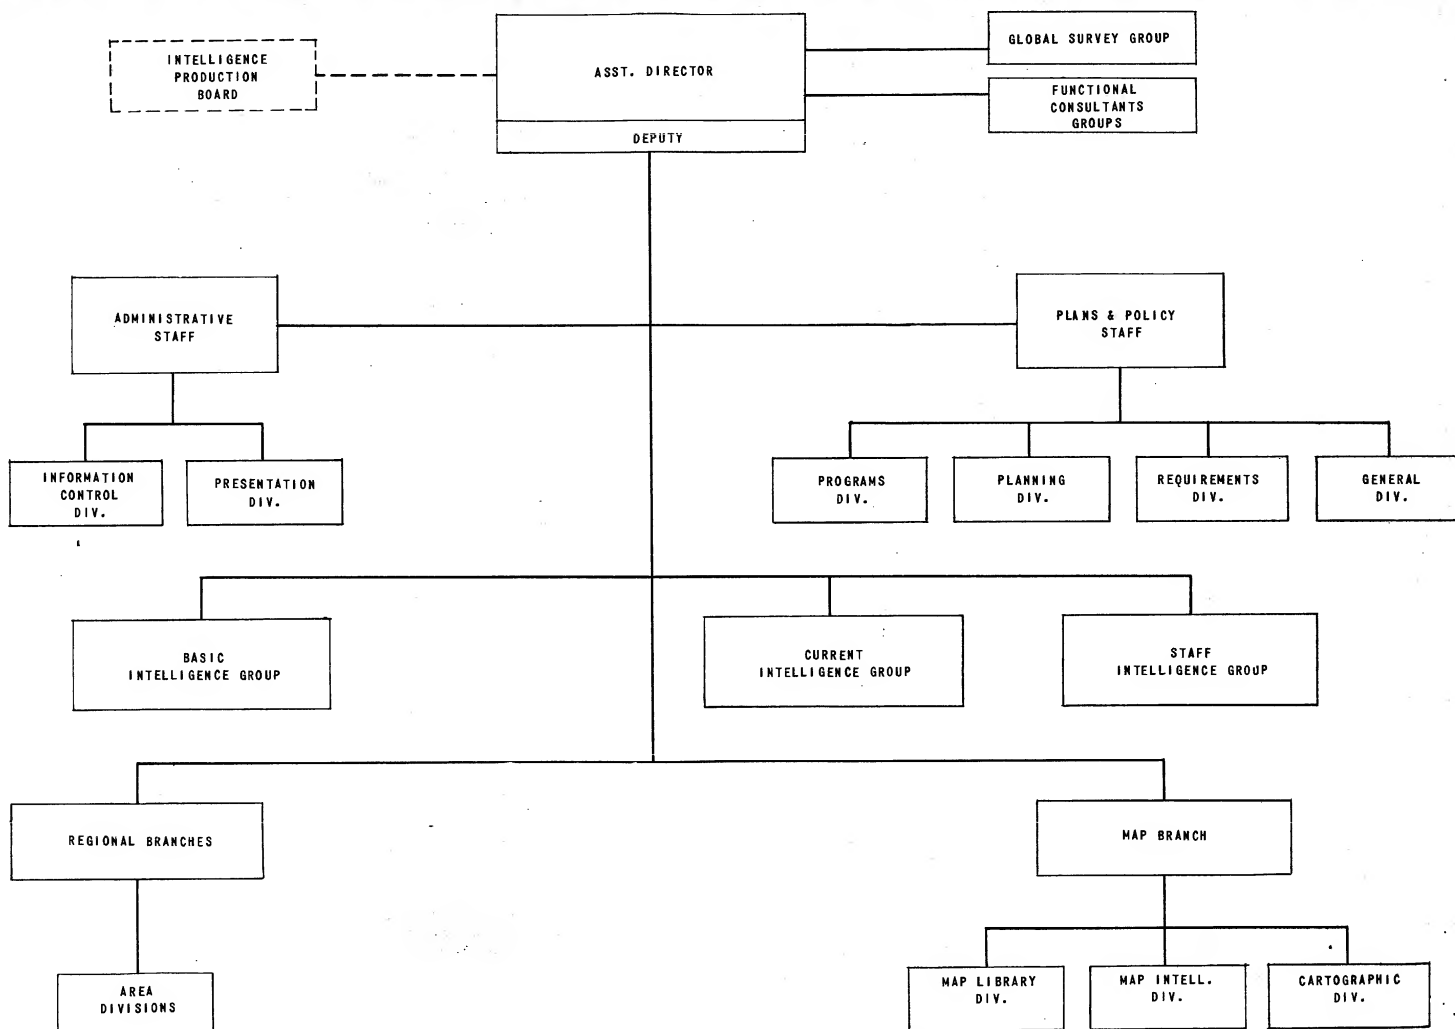 INTELLIGENCE
PRODUCTION
BOARD
ASST. DIRECTOR
DEPUTY
GLOBAL SURVEY GROUP
FUNCTIONAL
CONSULTANTS
GROUPS
ADMINISTRATIVE
STAFF
PLANS & POLICY
STAFF
INFORMATION
CONTROL
DIV.
PRESENTATION
DIV.
PROGRAMS
DIV.
PLANNING
DIV.
REQUIREMENTS
DIV.
GENERAL
DIV.
BASIC
INTELLIGENCE GROUP
CURRENT
INTELLIGENCE GROUP
STAFF
INTELLIGENCE GROUP
REGIONAL BRANCHES
MAP BRANCH
AREA
DIVISIONS
MAP LIBRARY
DIV.
MAP INTELL.
DIV.
CARTOGRAPHIC
DIV.